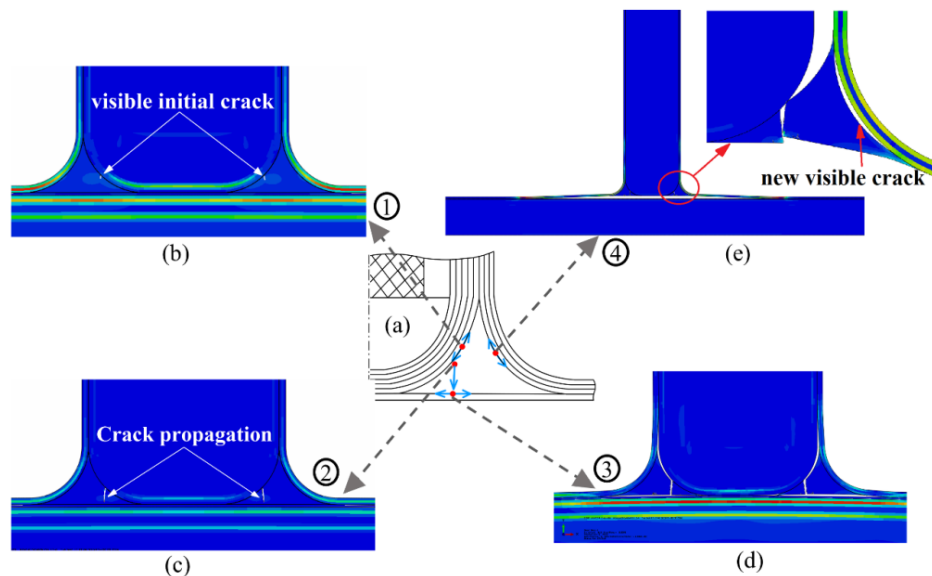 visible initial crack
new visible crack
①
(b)
④
(e)
(a)
Crack propagation
②
③
(c)
(d)